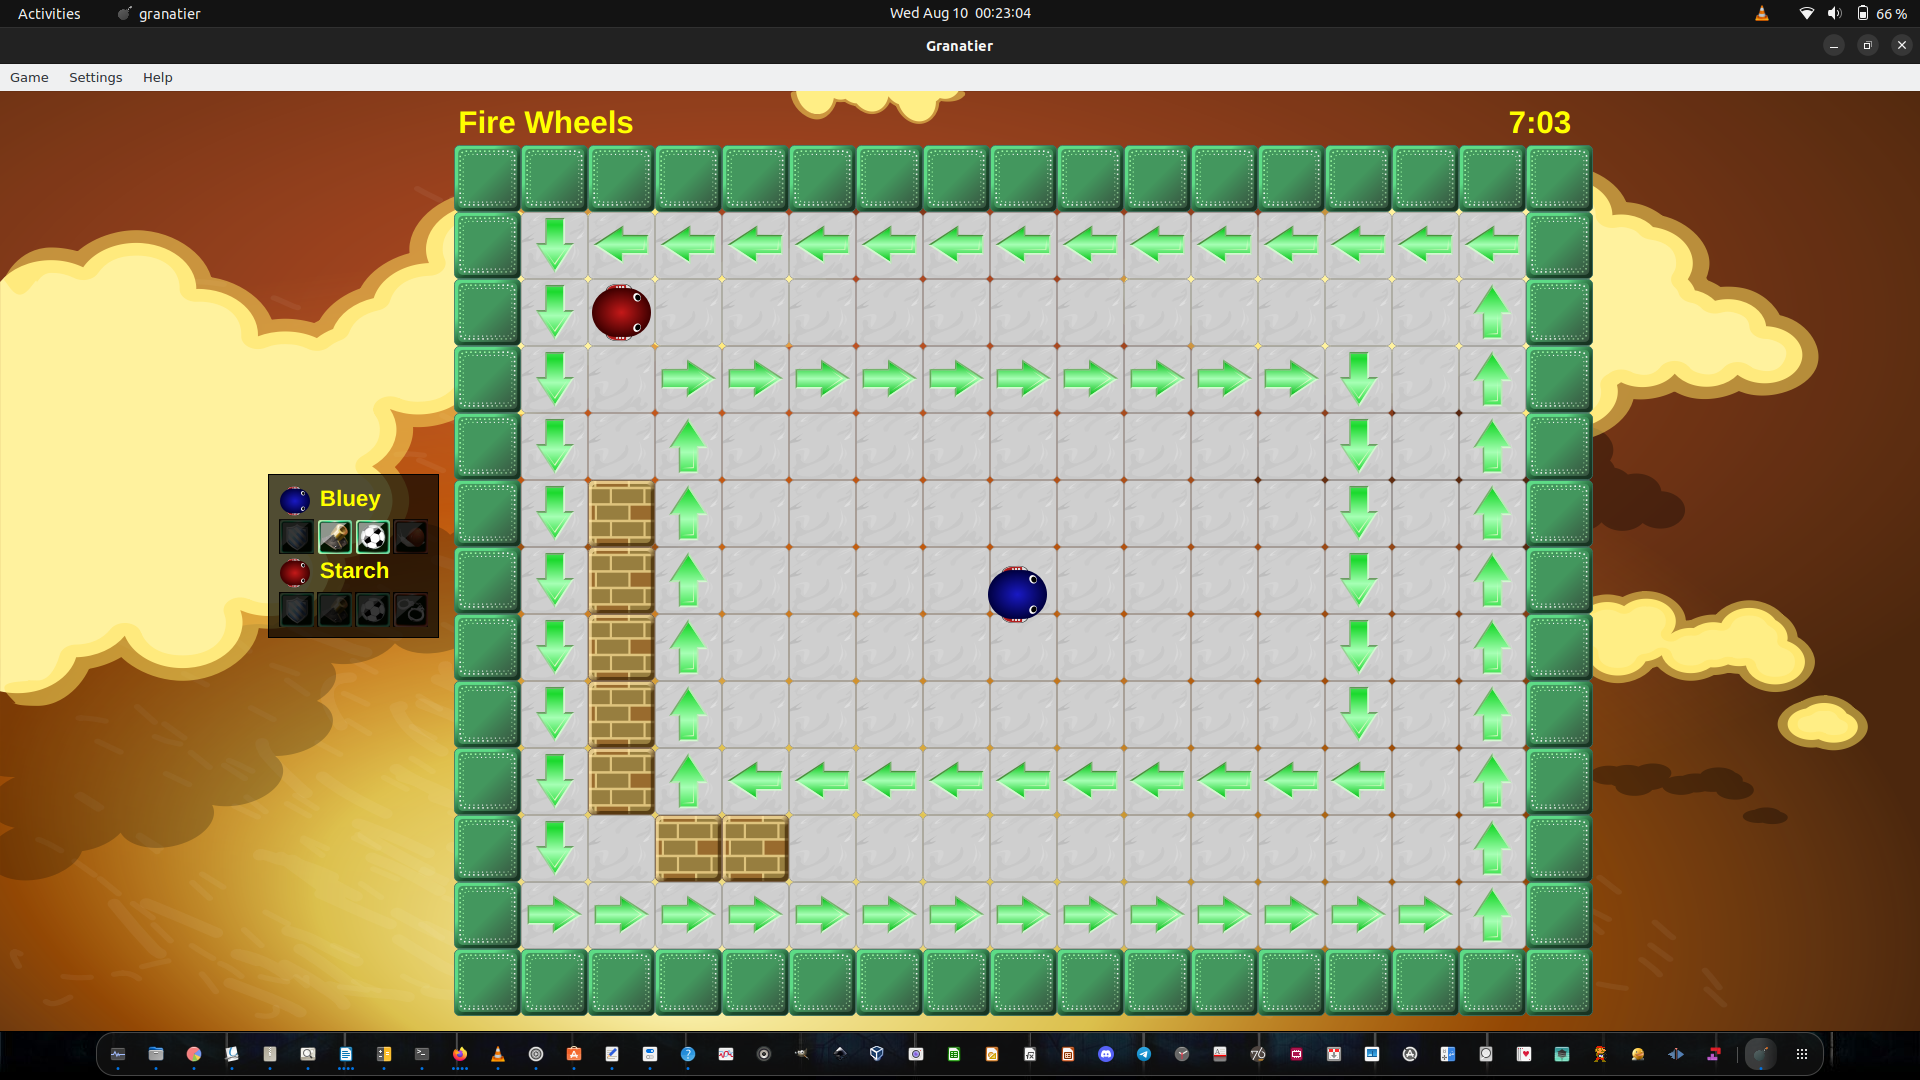 Activities
granatier
Wed Aug 10 00:23:04
66 %
Granatier
Game Settings Help
Fire Wheels
7:03
Bluey
Starch
76